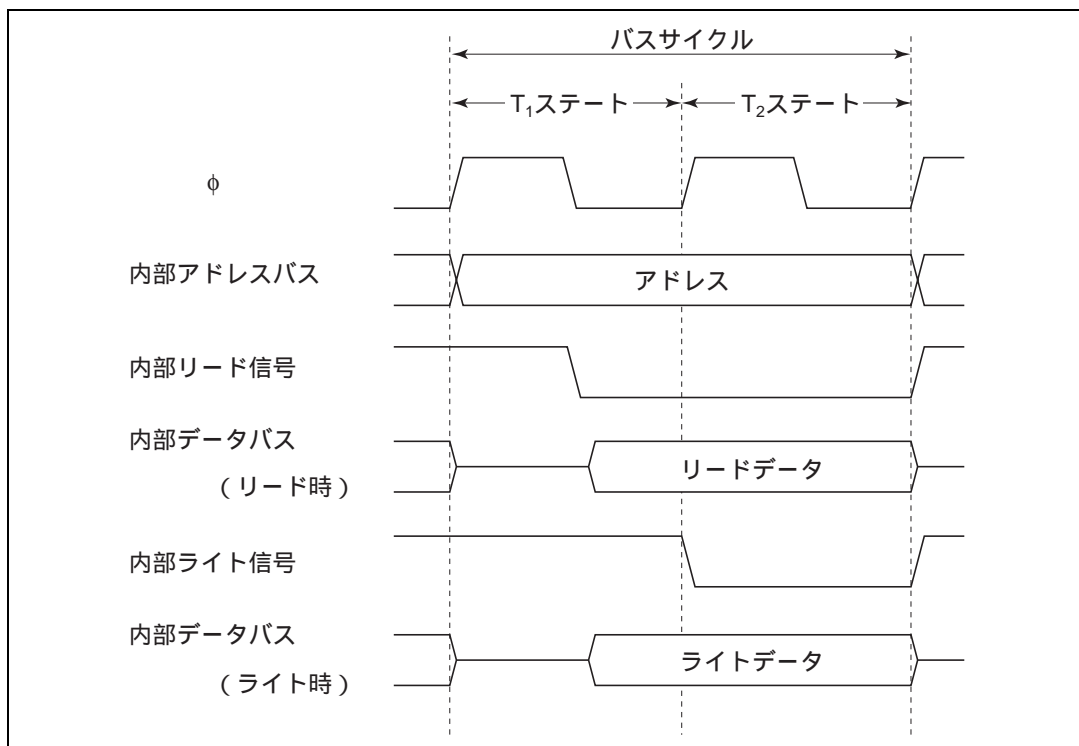 バスサイクル
T₁ステート
T₂ステート
φ
内部アドレスバス
アドレス
内部リード信号
内部データバス
（リード時）
リードデータ
内部ライト信号
内部データバス
（ライト時）
ライトデータ